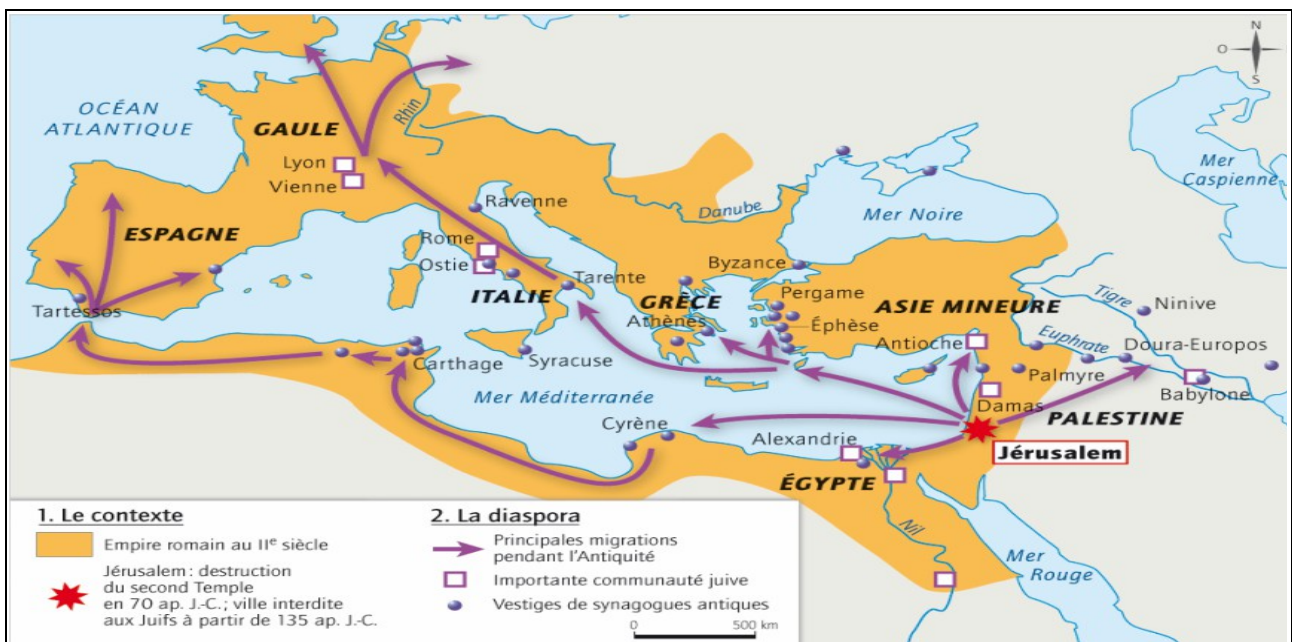 N
O
E
S
OCÉAN
ATLANTIQUE
GAULE
Rhin
Lyon
Vienne
Mer
Caspienne
Ravenne
Danube
Mer Noire
ESPAGNE
Rome
Ostie
Byzance
Tartessos
ITALIE
Tarente
GRÈCE
Pergame
ASIE MINEURE
Tigre
Ninive
Athènes
Éphèse
Antioche
Euphrate
Doura-Europos
Carthage
Syracuse
Palmyre
Babylone
Mer Méditerranée
Damas
PALESTINE
Cyrène
Alexandrie
Jérusalem
ÉGYPTE
Nil
Mer
Rouge
1. Le contexte
Empire romain au IIe siècle
Jérusalem : destruction
du second Temple
en 70 ap. J.-C. ; ville interdite
aux Juifs à partir de 135 ap. J.-C.
2. La diaspora
Principales migrations
pendant l'Antiquité
Importante communauté juive
Vestiges de synagogues antiques
0 500 km